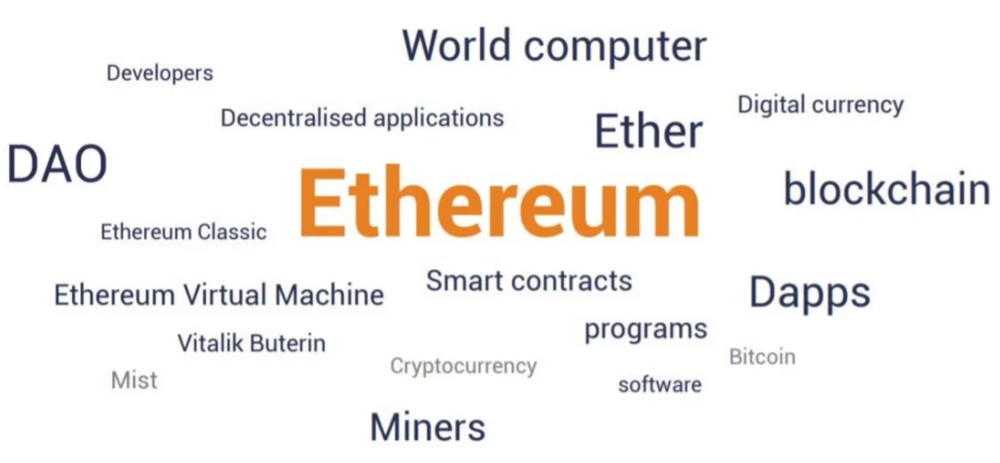 World computer
Developers
Digital currency
Decentralised applications
Ether
DAO
Ethereum
blockchain
Ethereum Classic
Smart contracts
Ethereum Virtual Machine
Dapps
programs
Vitalik Buterin
Bitcoin
Cryptocurrency
Mist
software
Miners